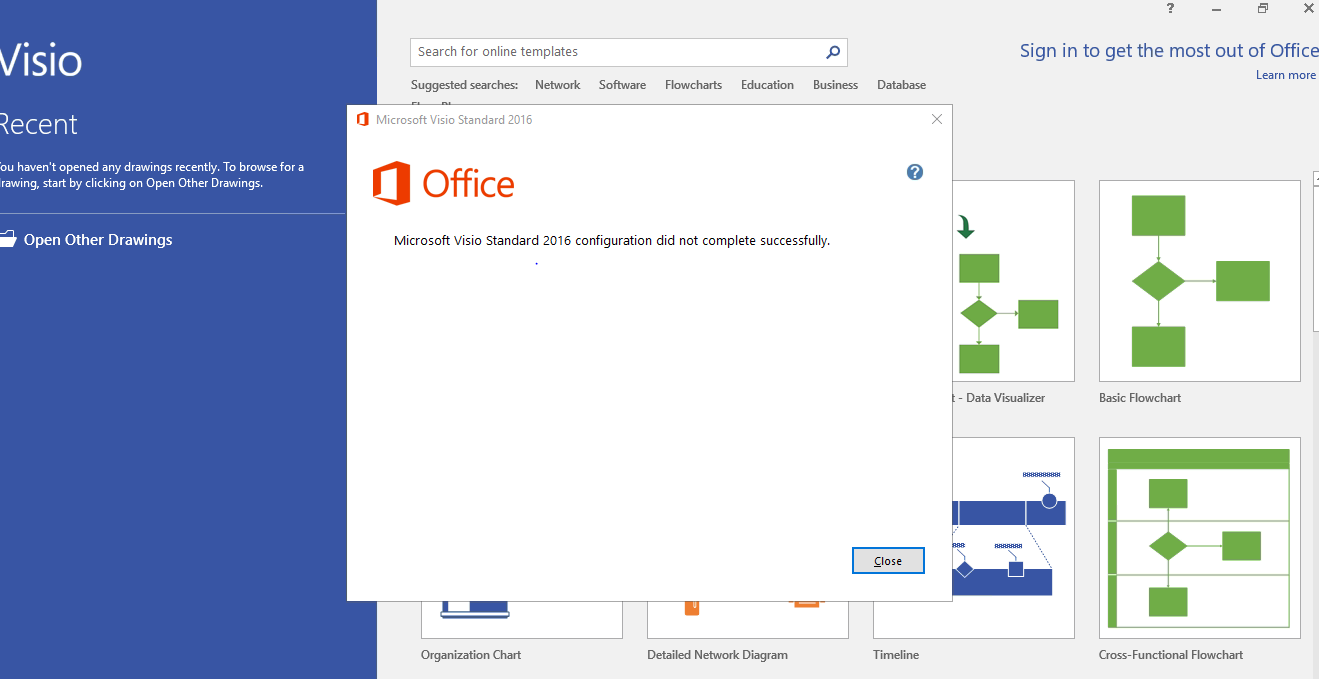 ?
Visio
Search for online templates
Sign in to get the most out of Office
Learn more
Suggested searches: Network Software Flowcharts Education Business Database
Recent
Microsoft Visio Standard 2016
haven't opened any drawings recently. To browse for a
start by clicking on Open Other Drawings.
Office
?
Open Other Drawings
Microsoft Visio Standard 2016 configuration did not complete successfully.
- Data Visualizer
Basic Flowchart
Close
Organization Chart
Detailed Network Diagram
Timeline
Cross-Functional Flowchart